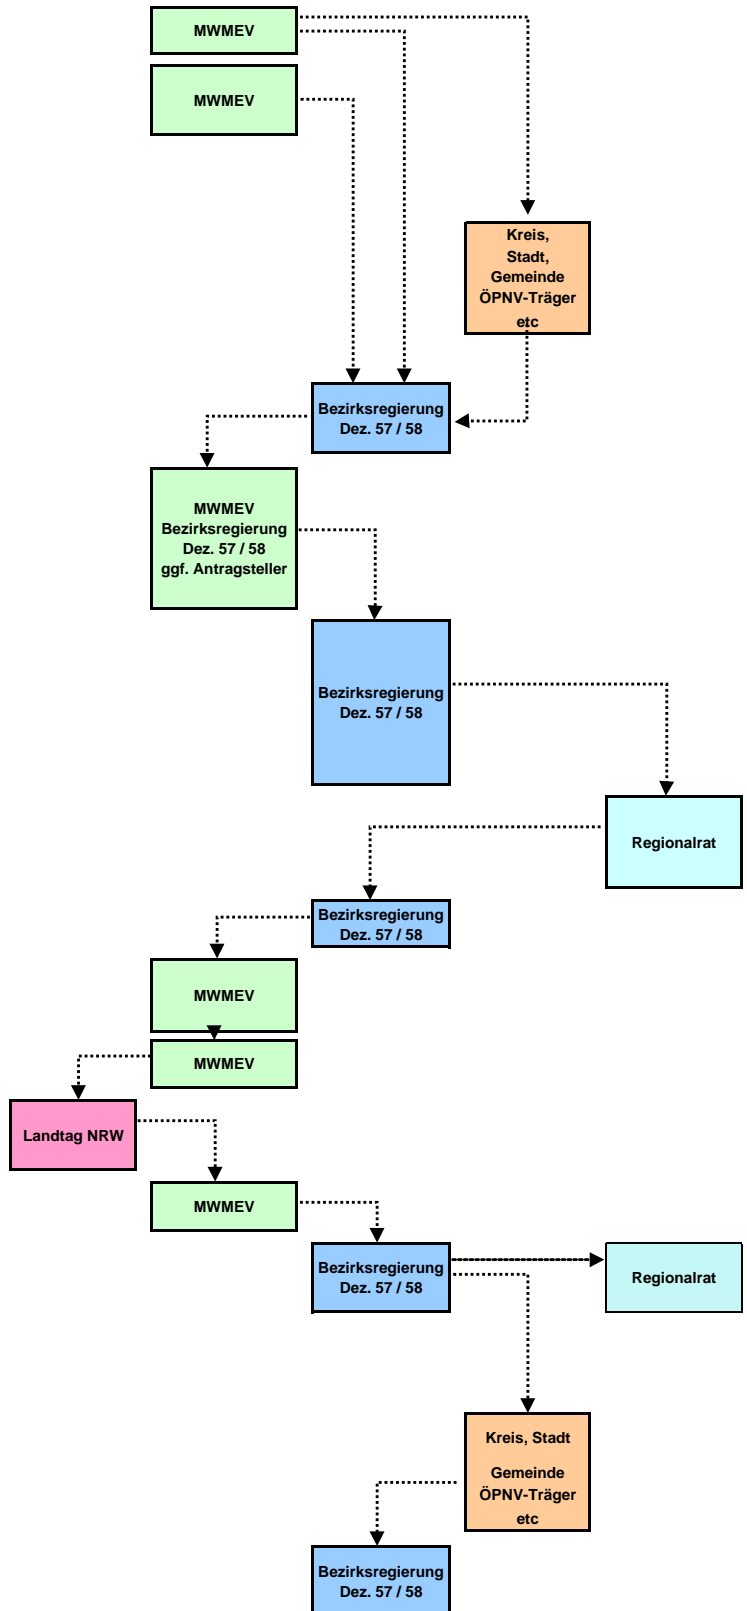 MWMEV
MWMEV
Kreis,
Stadt,
Gemeinde
ÖPNV-Träger
etc
Bezirksregierung
Dez. 57 / 58
MWMEV
Bezirksregierung
Dez. 57 / 58
ggf. Antragsteller
Bezirksregierung
Dez. 57 / 58
Regionalrat
Bezirksregierung
Dez. 57 / 58
MWMEV
MWMEV
Landtag NRW
MWMEV
Bezirksregierung
Dez. 57 / 58
Regionalrat
Kreis, Stadt
Gemeinde
ÖPNV-Träger
etc
Bezirksregierung
Dez. 57 / 58